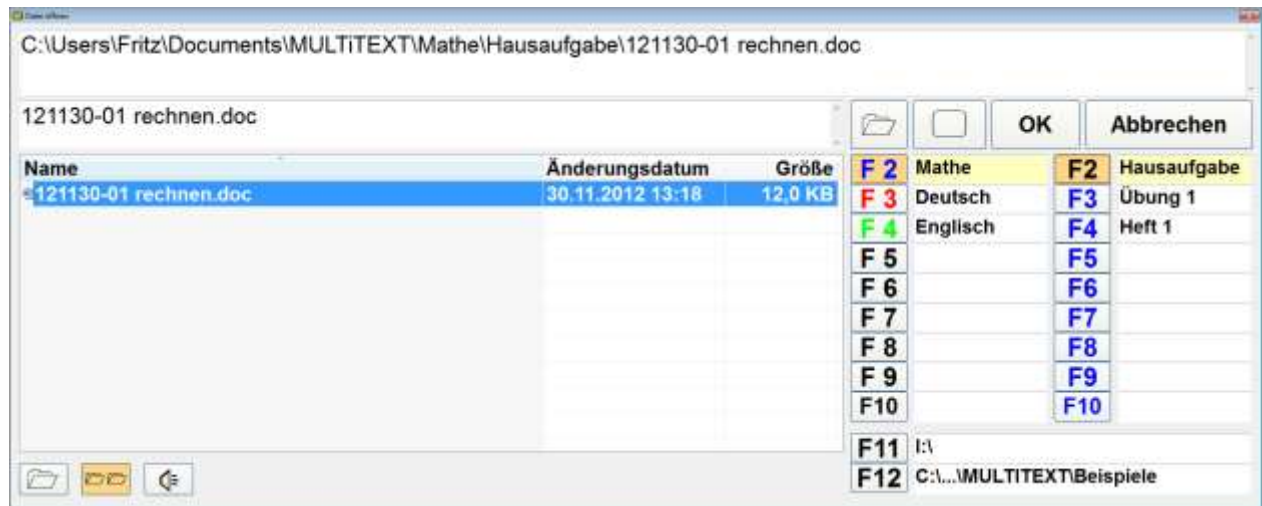 Datei öffnen
C:\Users\Fritz\Documents\MULTiTEXT\Mathe\Hausaufgabe\121130-01 rechnen.doc
121130-01 rechnen.doc
OK Abbrechen
Name Änderungsdatum Größe
121130-01 rechnen.doc 30.11.2012 13:18 12,0 KB
F 2 Mathe F2 Hausaufgabe
F 3 Deutsch F3 Übung 1
F 4 Englisch F4 Heft 1
F 5 F5
F 6 F6
F 7 F7
F 8 F8
F 9 F9
F10 F10
F11 I:\
F12 C:\...\MULTITEXT\Beispiele